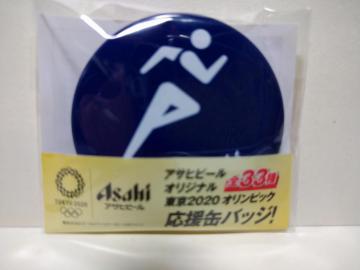 TOKYO 2020
Asahi
アサヒビール
アサヒビール
オリジナル 全33種
東京2020オリンピック
応援缶バッジ!